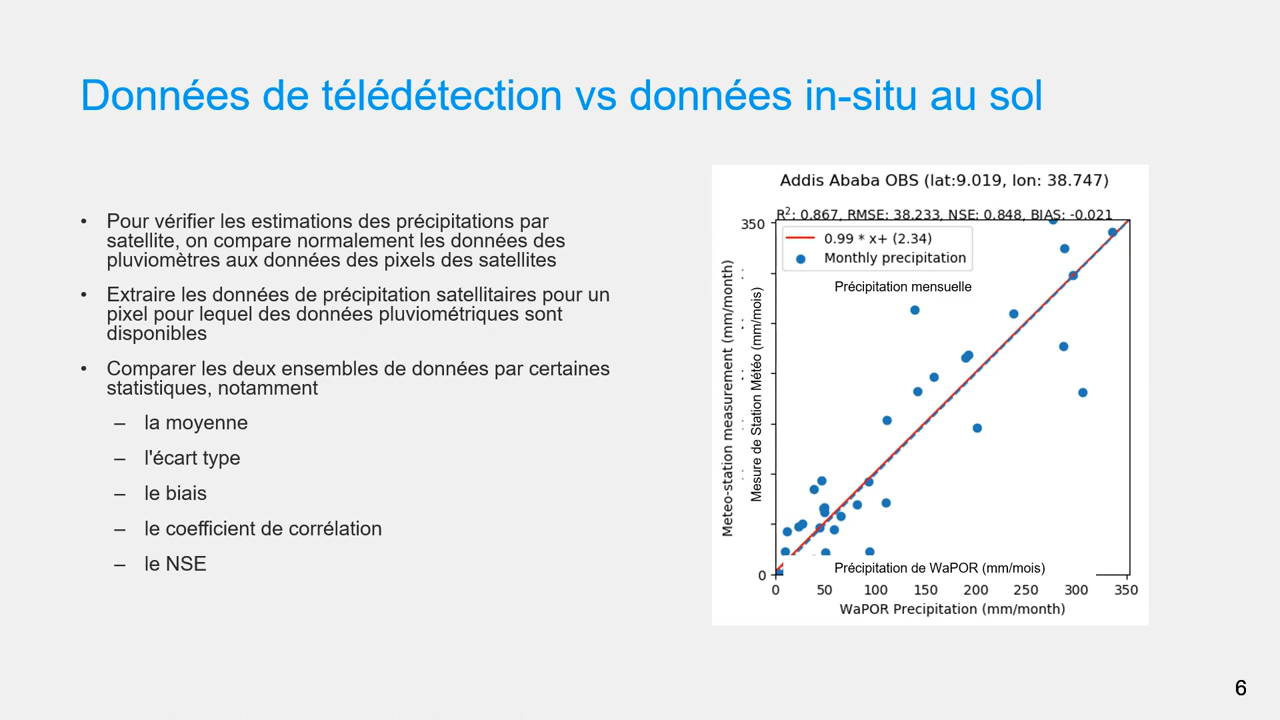 Données de télédétection vs données in-situ au sol
• Pour vérifier les estimations des précipitations par
satellite, on compare normalement les données des
pluviomètres aux données des pixels des satellites
• Extraire les données de précipitation satellitaires pour un
pixel pour lequel des données pluviométriques sont
disponibles
• Comparer les deux ensembles de données par certaines
statistiques, notamment
– la moyenne
– l'écart type
– le biais
– le coefficient de corrélation
– le NSE
Addis Ababa OBS (lat:9.019, lon: 38.747)
R²: 0.867, RMSE: 38.233, NSE: 0.848, BIAS: -0.021
350
0.99 * x+ (2.34)
Monthly precipitation
Précipitation mensuelle
Meteo-station measurement (mm/month)
Mesure de Station Météo (mm/mois)
Précipitation de WaPOR (mm/mois)
0
0 50 100 150 200 250 300 350
WaPOR Precipitation (mm/month)
6